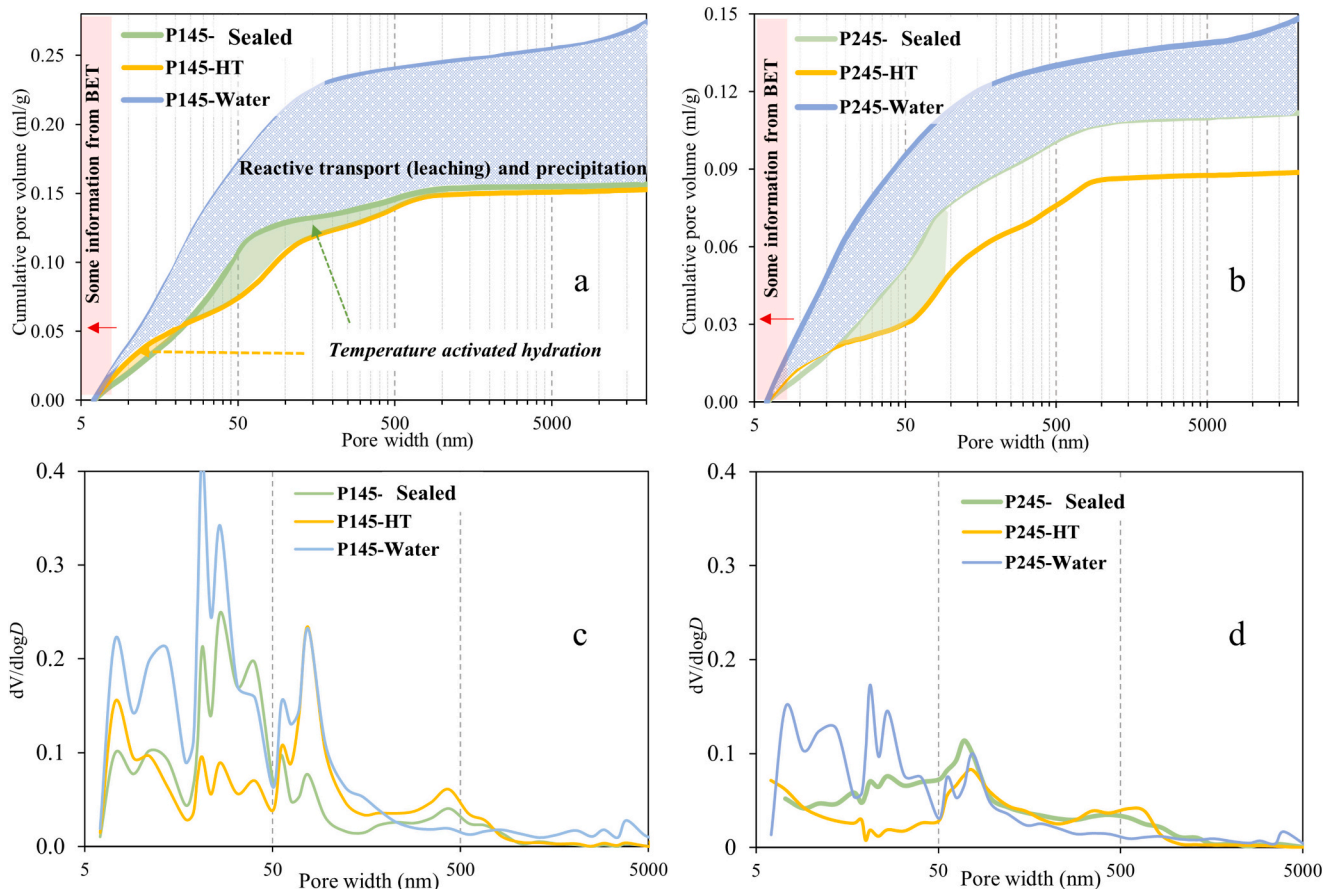 a
P145- Sealed
P145-HT
P145-Water
Some information from BET
Reactive transport (leaching) and precipitation
Temperature activated hydration
Cumulative pore volume (ml/g)
0.25
0.20
0.15
0.10
0.05
0.00
5 50 500 5000
Pore width (nm)
b
P245- Sealed
P245-HT
P245-Water
Some information from BET
Cumulative pore volume (ml/g)
0.15
0.12
0.09
0.06
0.03
0.00
5 50 500 5000
Pore width (nm)
c
P145- Sealed
P145-HT
P145-Water
dV/dlogD
0.4
0.3
0.2
0.1
0.0
5 50 500 5000
Pore width (nm)
d
P245- Sealed
P245-HT
P245-Water
dV/dlogD
0.4
0.3
0.2
0.1
0
5 50 500 5000
Pore width (nm)